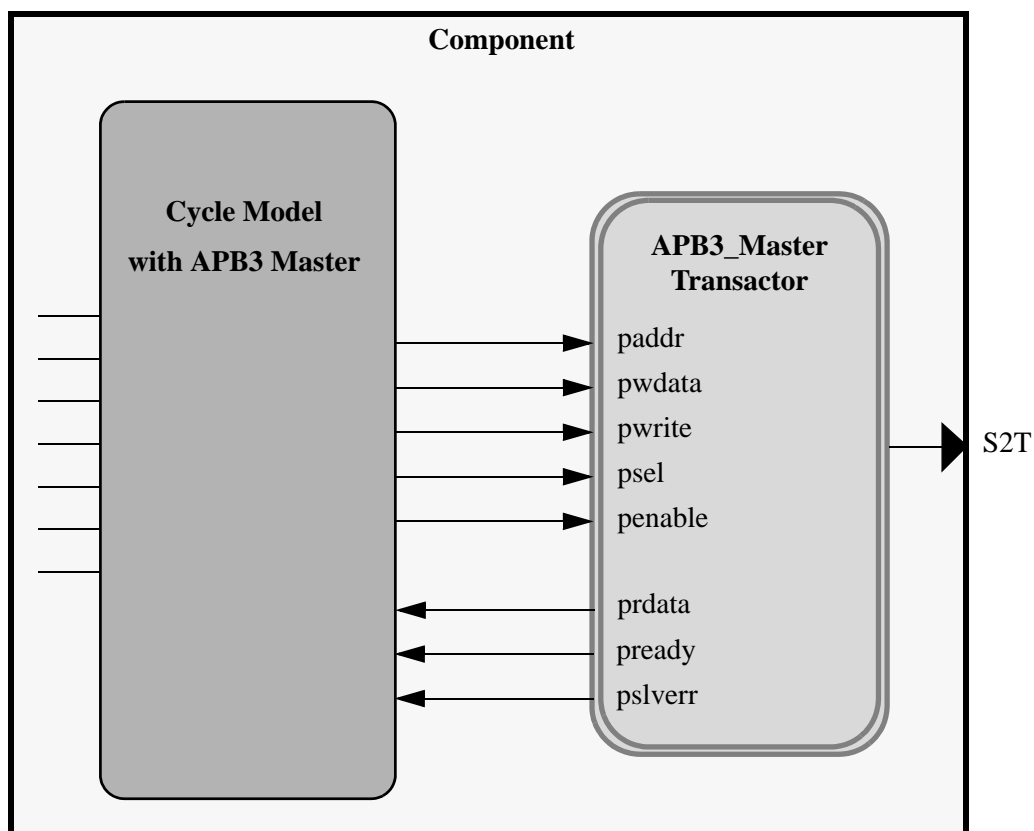 Component
Cycle Model
with APB3 Master
APB3_Master
Transactor
paddr
pwdata
pwrite
psel
penable
prdata
pready
pslverr
S2T